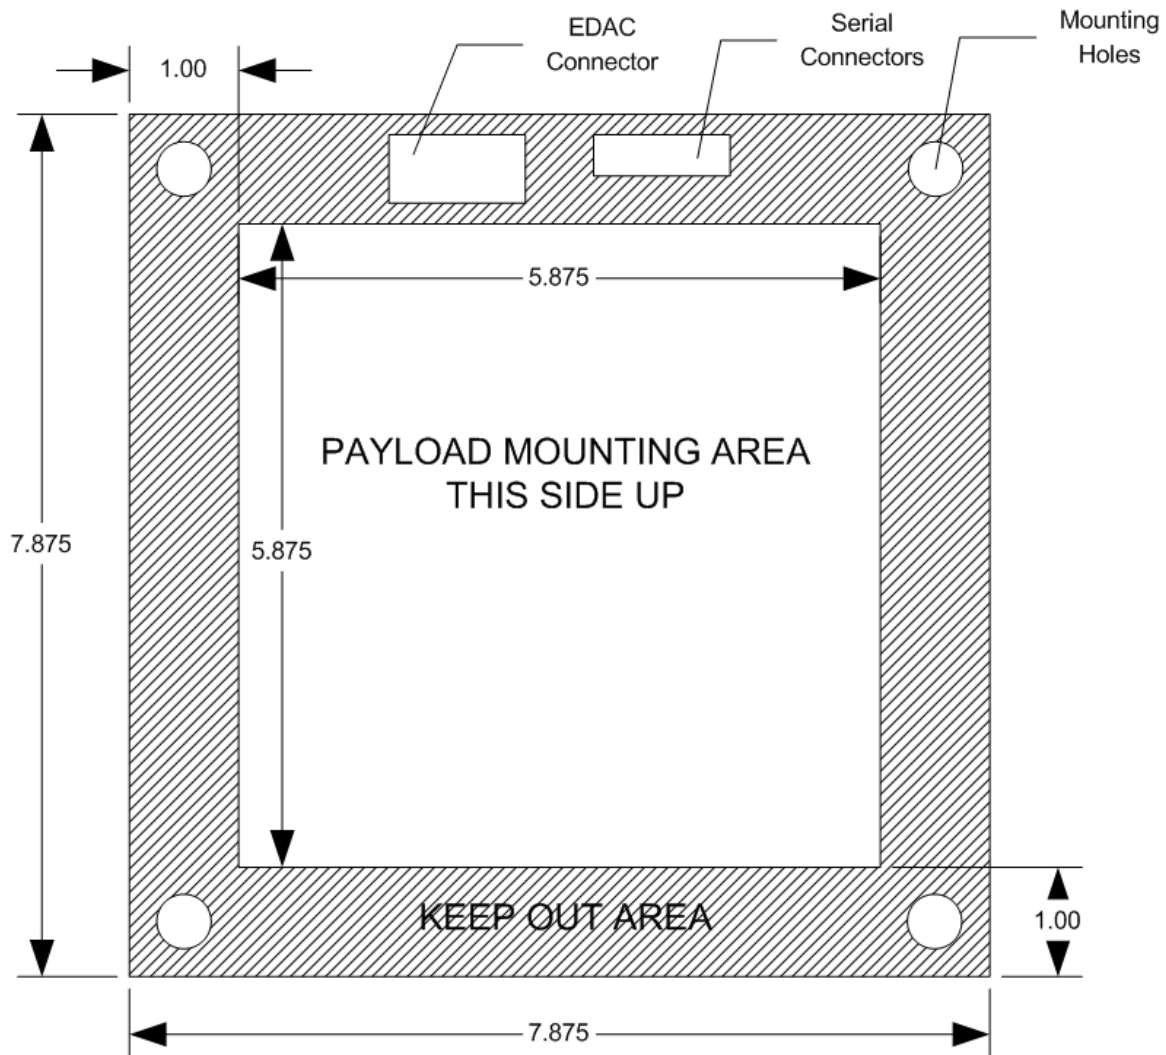 EDAC
Connector
Serial
Connectors
Mounting
Holes
1.00
5.875
PAYLOAD MOUNTING AREA
THIS SIDE UP
7.875
5.875
KEEP OUT AREA
1.00
7.875